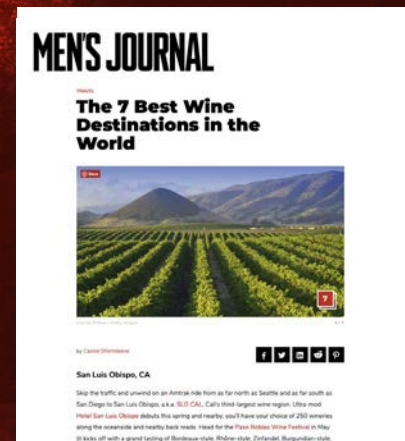 MEN'S JOURNAL
TRAVEL
The 7 Best Wine
Destinations in the
World
Save
7
by
San Luis Obispo, CA
Skip the traffic and unwind on an Amtrak ride from as far north as Seattle and as far south as
San Diego to San Luis Obispo, a.k.a. SLO CAL, Cali's third-largest wine region. Ultra-mod
Hotel San Luis Obispo debuts this spring and nearby, you'll have your choice of 250 wineries
along the oceanside and nearby back roads. Head for the Paso Robles Wine Festival in May
(it kicks off with a grand tasting of Bordeaux-style, Rhône-style, Zinfandel, Burgundian-style,